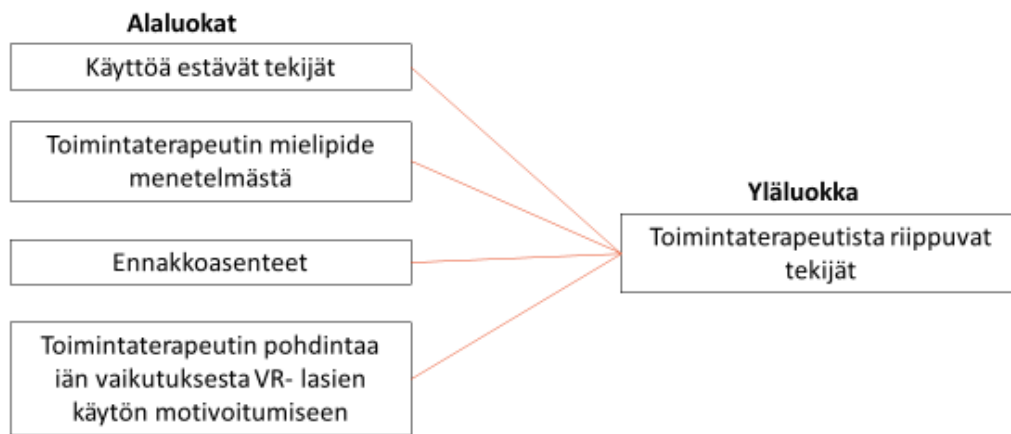 Alaluokat
Käyttöä estävät tekijät
Toimintaterapeutin mielipide
menetelmästä
Ennakkoasenteet
Toimintaterapeutin pohdintaa
iän vaikutuksesta VR- lasien
käytön motivoitumiseen
Yläluokka
Toimintaterapeutista riippuvat
tekijät